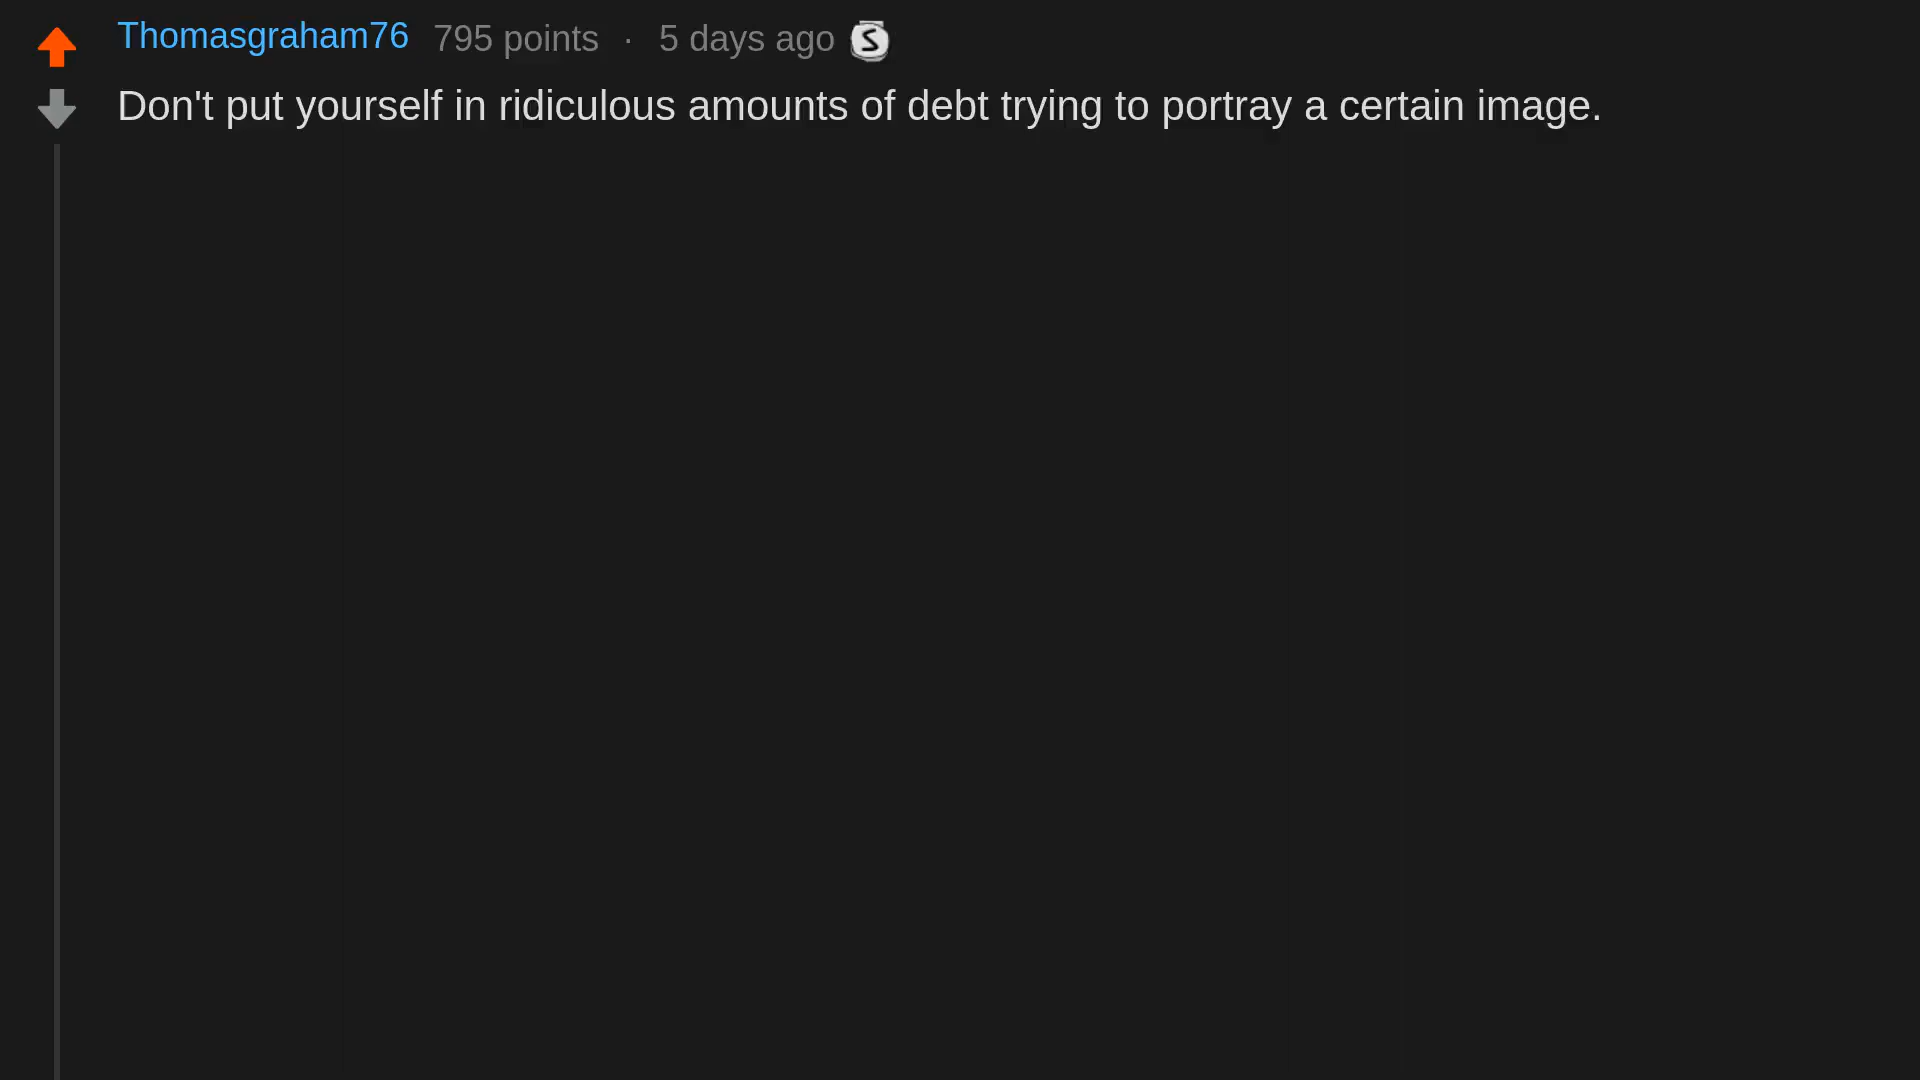 Thomasgraham76 795 points · 5 days ago S
Don't put yourself in ridiculous amounts of debt trying to portray a certain image.